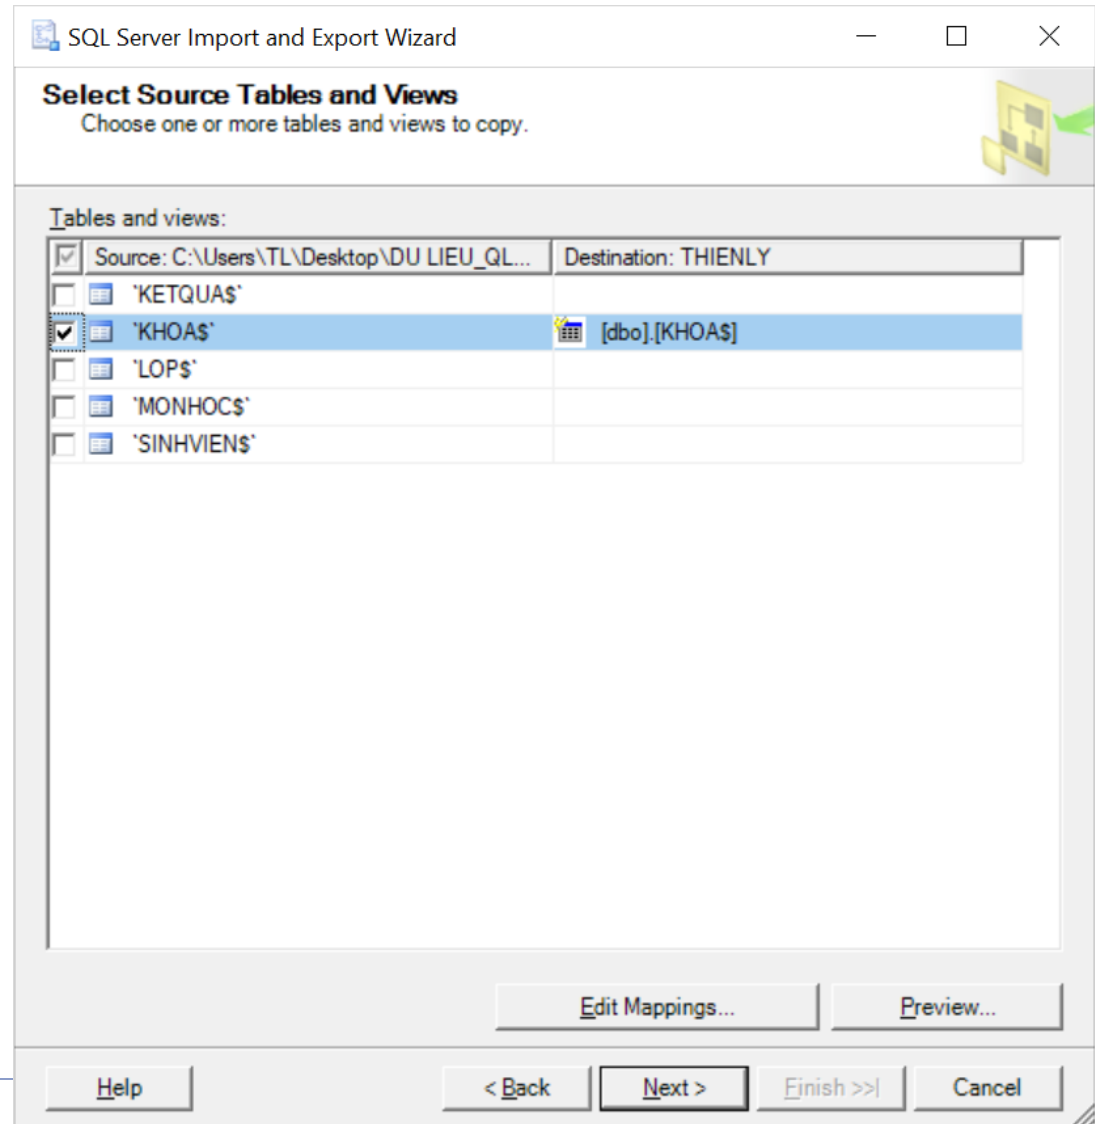 SQL Server Import and Export Wizard
Select Source Tables and Views
Choose one or more tables and views to copy.
Tables and views:
Source: C:\Users\TL\Desktop\DU LIEU_QL... Destination: THIENLY
`KETQUA$`
`KHOA$` [dbo].[KHOA$]
`LOP$`
`MONHOC$`
`SINHVIEN$`
Edit Mappings... Preview...
Help < Back Next > Finish >>| Cancel